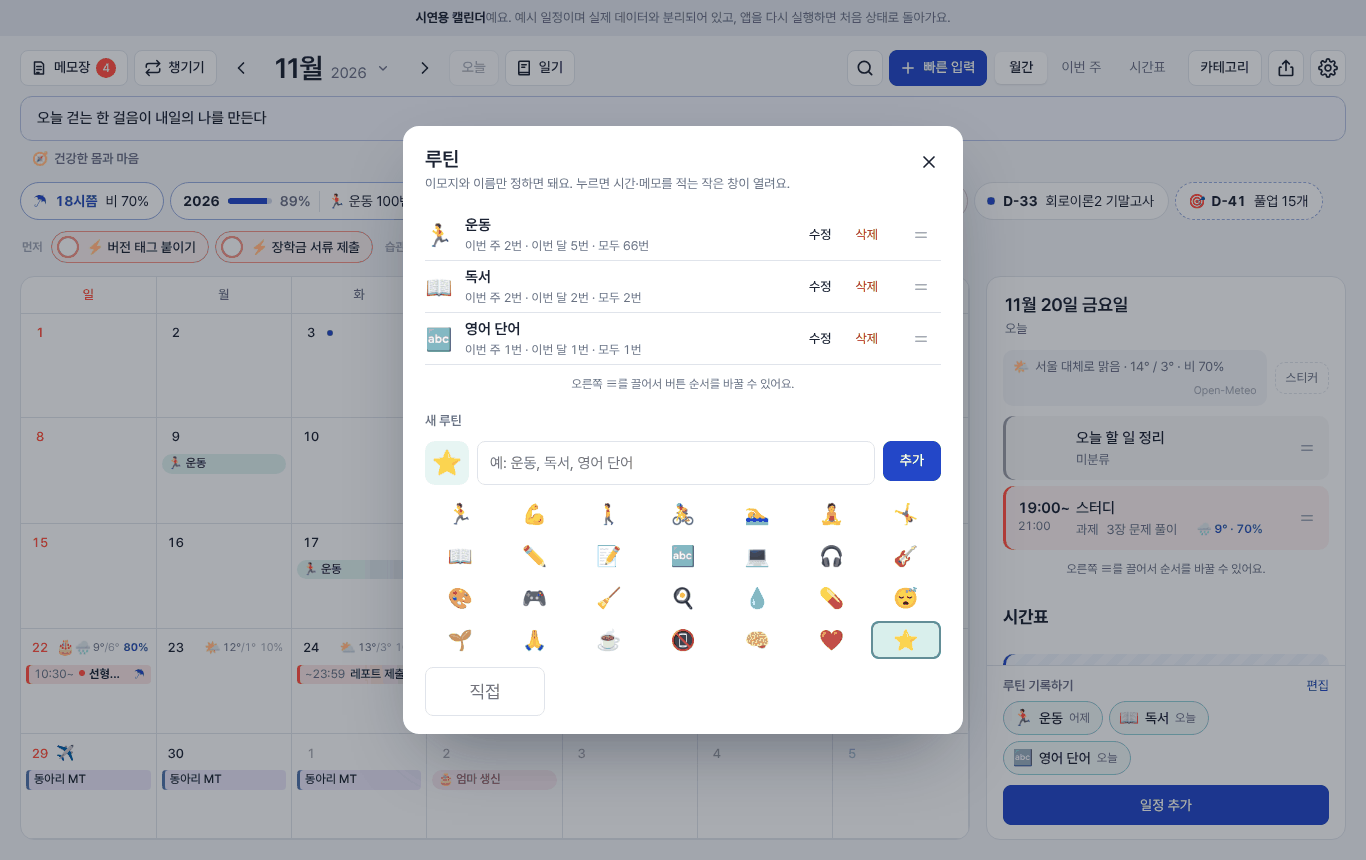 시연용 캘린더예요. 예시 일정이며 실제 데이터와 분리되어 있고, 앱을 다시 실행하면 처음 상태로 돌아가요.
메모장 4 챙기기 11월 2026 오늘 일기 빠른 입력 월간 이번 주 시간표 카테고리
오늘 걷는 한 걸음이 내일의 나를 만든다
건강한 몸과 마음
18시쯤 비 70% 2026 89% 운동 100번 D-33 회로이론2 기말고사 D-41 풀업 15개
먼저 버전 태그 붙이기 장학금 서류 제출
일 월 화
1 2 3
8 9 10
운동
15 16 17
운동
22 9°/6° 80% 23 12°/1° 10% 24 13°/3°
10:30~ 선형... ~23:59 레포트 제출
29 30 1 2 3 4 5
동아리 MT 동아리 MT 동아리 MT 엄마 생신
루틴
이모지와 이름만 정하면 돼요. 누르면 시간·메모를 적는 작은 창이 열려요.
운동
이번 주 2번 · 이번 달 5번 · 모두 66번
수정 삭제
독서
이번 주 2번 · 이번 달 2번 · 모두 2번
수정 삭제
abc
영어 단어
이번 주 1번 · 이번 달 1번 · 모두 1번
수정 삭제
오른쪽 ≡를 끌어서 버튼 순서를 바꿀 수 있어요.
새 루틴
예: 운동, 독서, 영어 단어
추가
abc
직접
11월 20일 금요일
오늘
서울 대체로 맑음 · 14° / 3° · 비 70%
Open-Meteo
스티커
오늘 할 일 정리
미분류
19:00~ 스터디
21:00 과제 3장 문제 풀이 9° · 70%
오른쪽 ≡를 끌어서 순서를 바꿀 수 있어요.
시간표
루틴 기록하기 편집
운동 어제 독서 오늘
abc 영어 단어 오늘
일정 추가